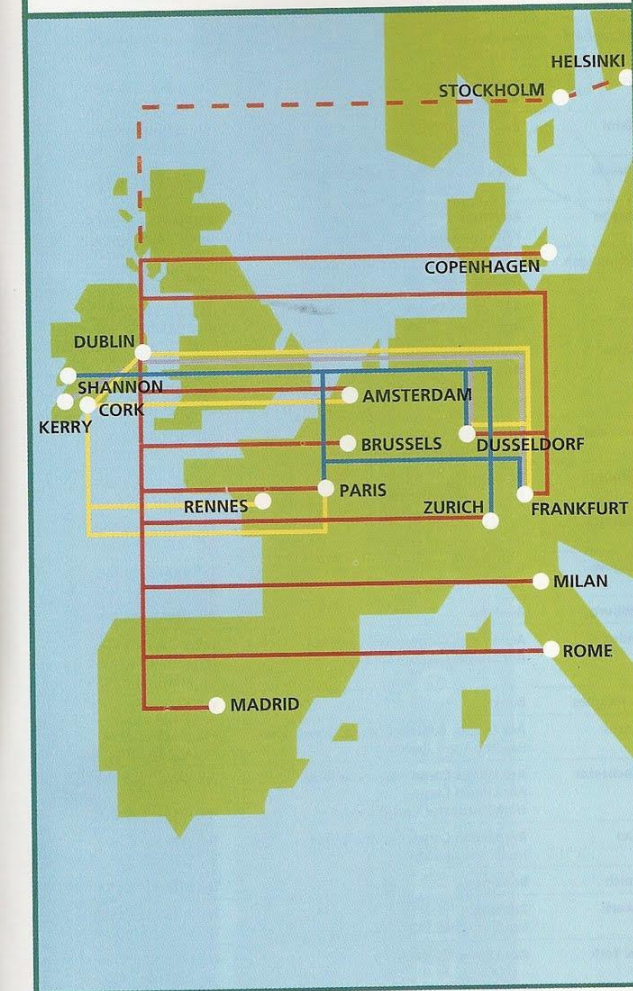 HELSINKI
STOCKHOLM
COPENHAGEN
DUBLIN
SHANNON
CORK
KERRY
AMSTERDAM
BRUSSELS
DUSSELDORF
PARIS
RENNES
ZURICH
FRANKFURT
MILAN
ROME
MADRID